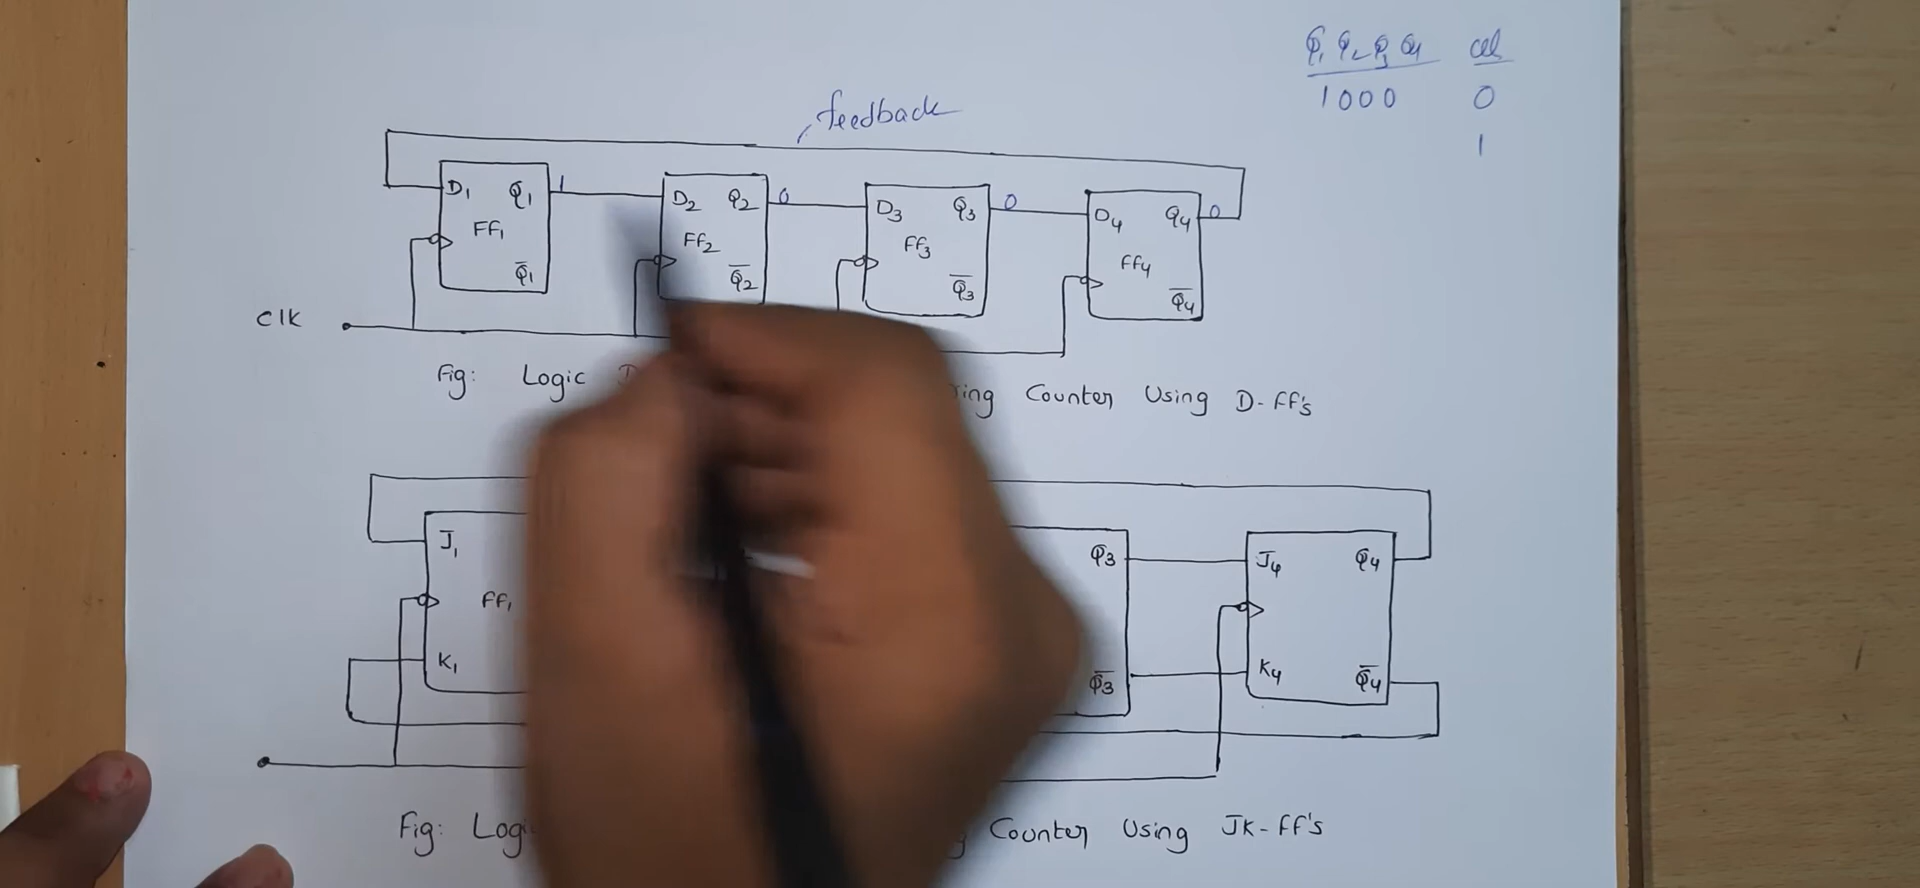 Q1 Q2 Q3 Q4 clk
1000 0
1
feedback
D1 Q1 1 D2 Q2 0 D3 Q3 0 D4 Q4 0
FF1 FF2 FF3 FF4
Q̅1 Q̅2 Q̅3 Q̅4
Clk
Fig: Logic Counter Using D-FF's
J1 Q3 J4 Q4
FF1
K1 Q̅3 K4 Q̅4
Fig: Counter Using JK-FF's